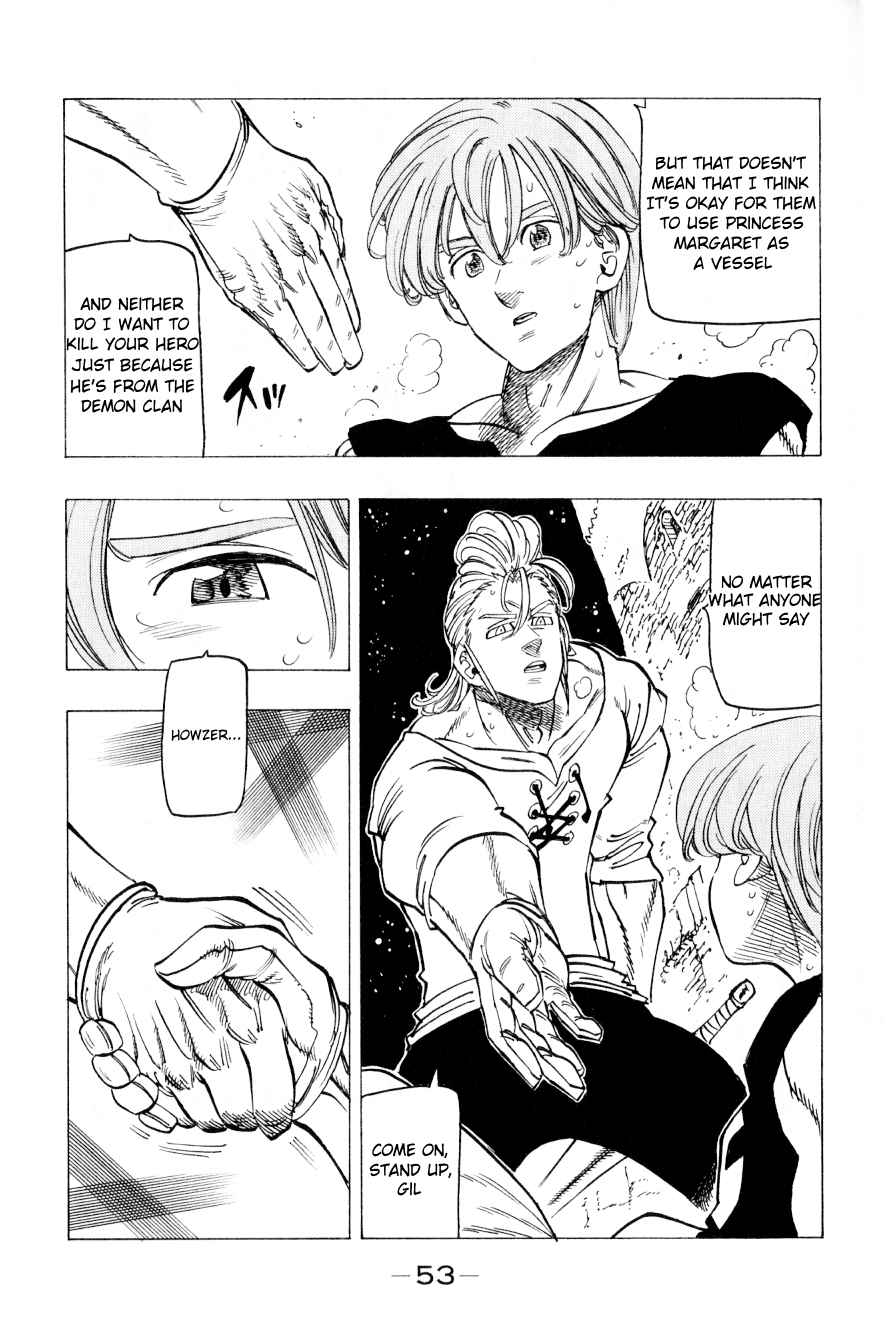 BUT THAT DOESN'T
MEAN THAT I THINK
IT'S OKAY FOR THEM
TO USE PRINCESS
MARGARET AS
A VESSEL
AND NEITHER
DO I WANT TO
KILL YOUR HERO
JUST BECAUSE
HE'S FROM THE
DEMON CLAN
スッ
NO MATTER
WHAT ANYONE
MIGHT SAY
COME ON,
STAND UP,
GIL
HOWZER...
—53—